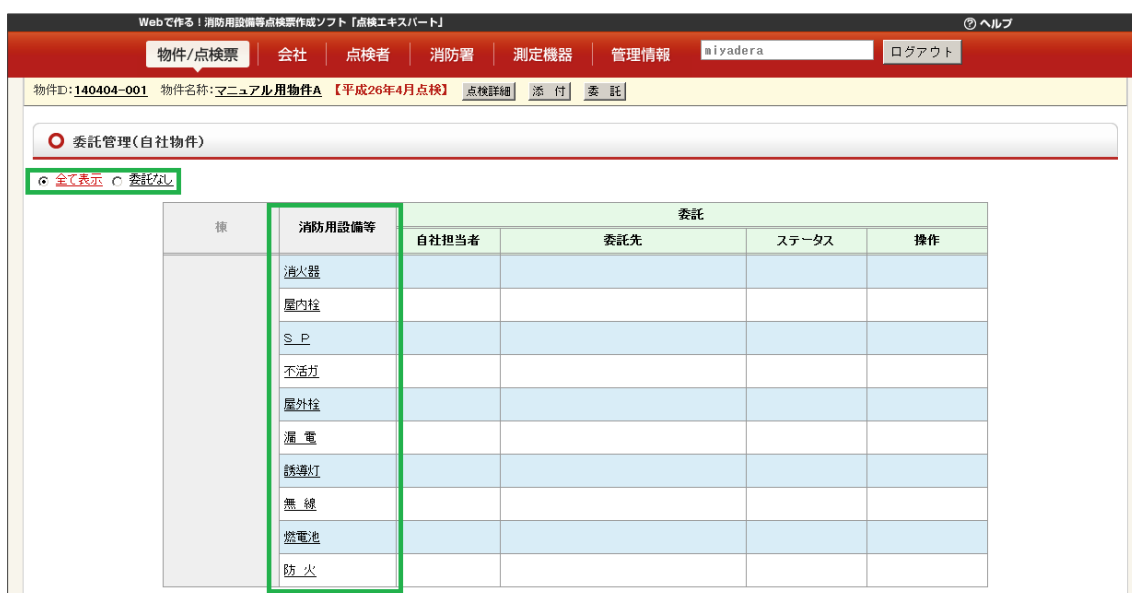 Webで作る！消防用設備等点検票作成ソフト「点検エキスパート」 ? ヘルプ
物件/点検票 会社 点検者 消防署 測定機器 管理情報 miyadera ログアウト
物件ID:140404-001 物件名称:マニュアル用物件A 【平成26年4月点検】 点検詳細 添 付 委 託
委託管理(自社物件)
全て表示 委託なし
棟 消防用設備等 委託
自社担当者 委託先 ステータス 操作
消火器
屋内栓
ＳＰ
不活ガ
屋外栓
漏 電
誘導灯
無 線
燃電池
防 火